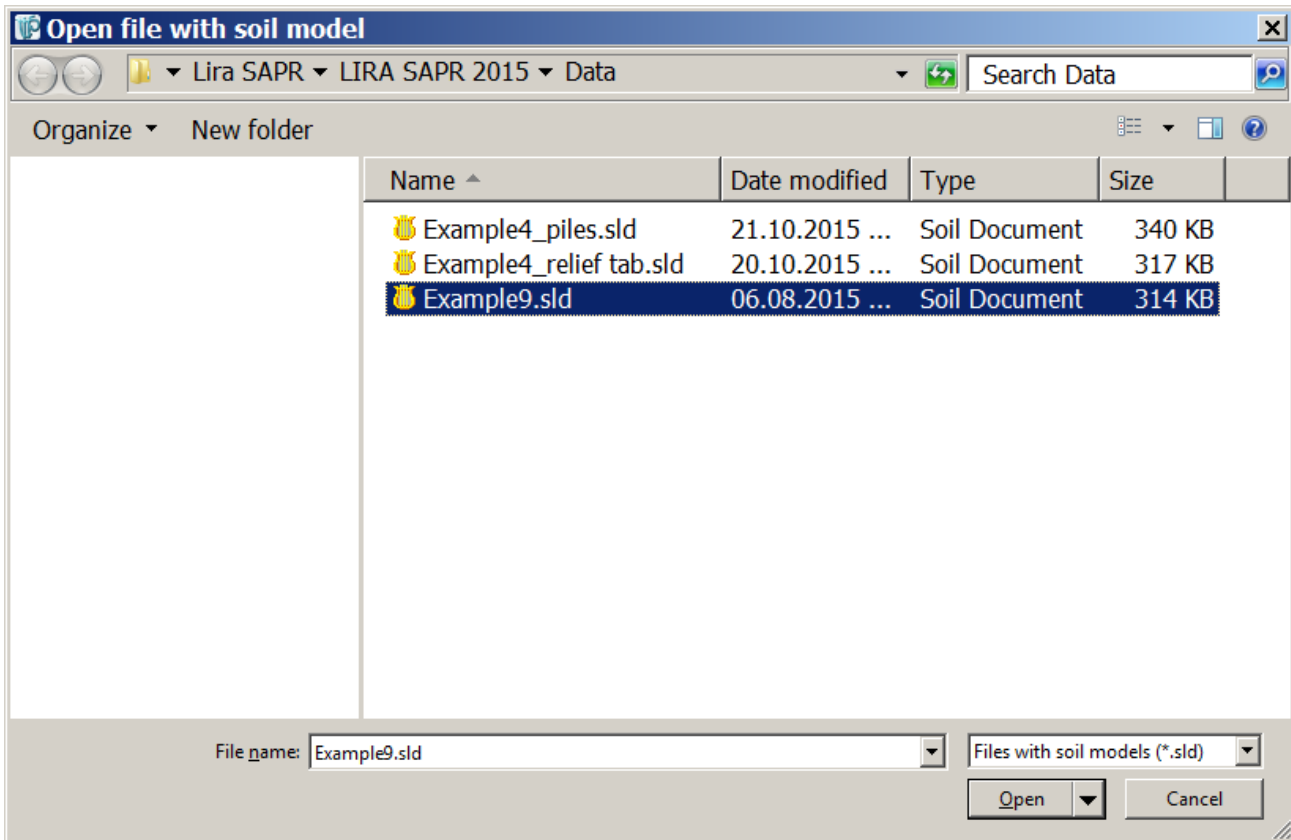 Open file with soil model
Lira SAPR LIRA SAPR 2015 Data Search Data
Organize New folder
Name Date modified Type Size
Example4_piles.sld 21.10.2015 ... Soil Document 340 KB
Example4_relief tab.sld 20.10.2015 ... Soil Document 317 KB
Example9.sld 06.08.2015 ... Soil Document 314 KB
File name: Example9.sld Files with soil models (*.sld)
Open Cancel